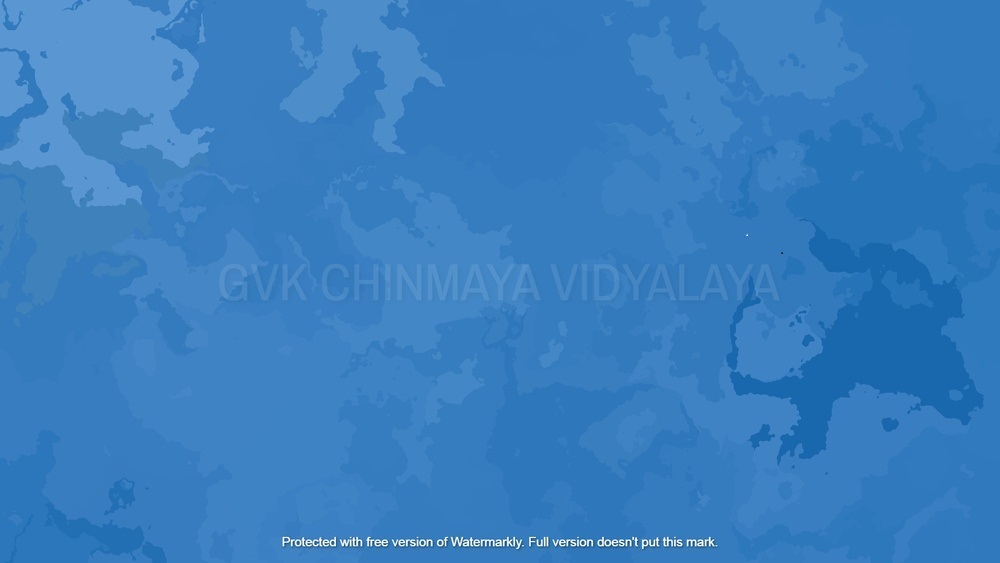 GVK CHINMAYA VIDYALAYA
Protected with free version of Watermarkly. Full version doesn't put this mark.